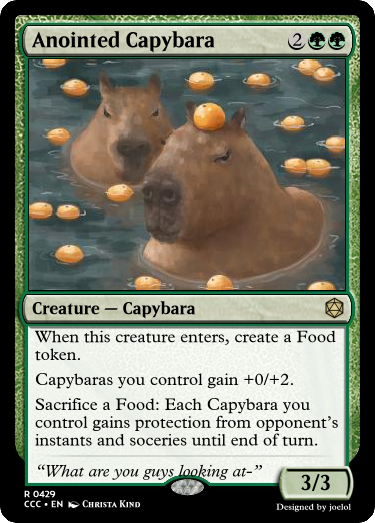 Anointed Capybara 2
Creature — Capybara
When this creature enters, create a Food
token.
Capybaras you control gain +0/+2.
Sacrifice a Food: Each Capybara you
control gains protection from opponent's
instants and soceries until end of turn.
“What are you guys looking at-”
3/3
R 0429
CCC • EN Christa Kind
Designed by joelol